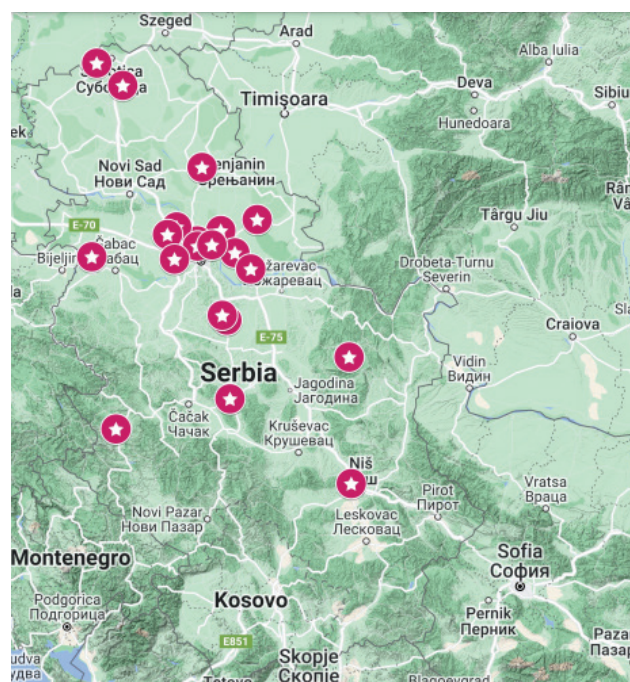 Szeged
Arad
Alba Iulia
Deva
Hunedoara
Sibiu
Timișoara
Novi Sad
Нови Сад
E-70
Târgu Jiu
Drobeta-Turnu
Severin
Craiova
E-75
Serbia
Vidin
Видин
Jagodina
Јагодина
Čačak
Чачак
Kruševac
Крушевац
Niš
Pirot
Пирот
Vratsa
Враца
Novi Pazar
Нови Пазар
Leskovac
Лесковац
Sofia
София
Montenegro
Podgorica
Подгорица
Kosovo
Pernik
Перник
E851
Skopje
Скопје